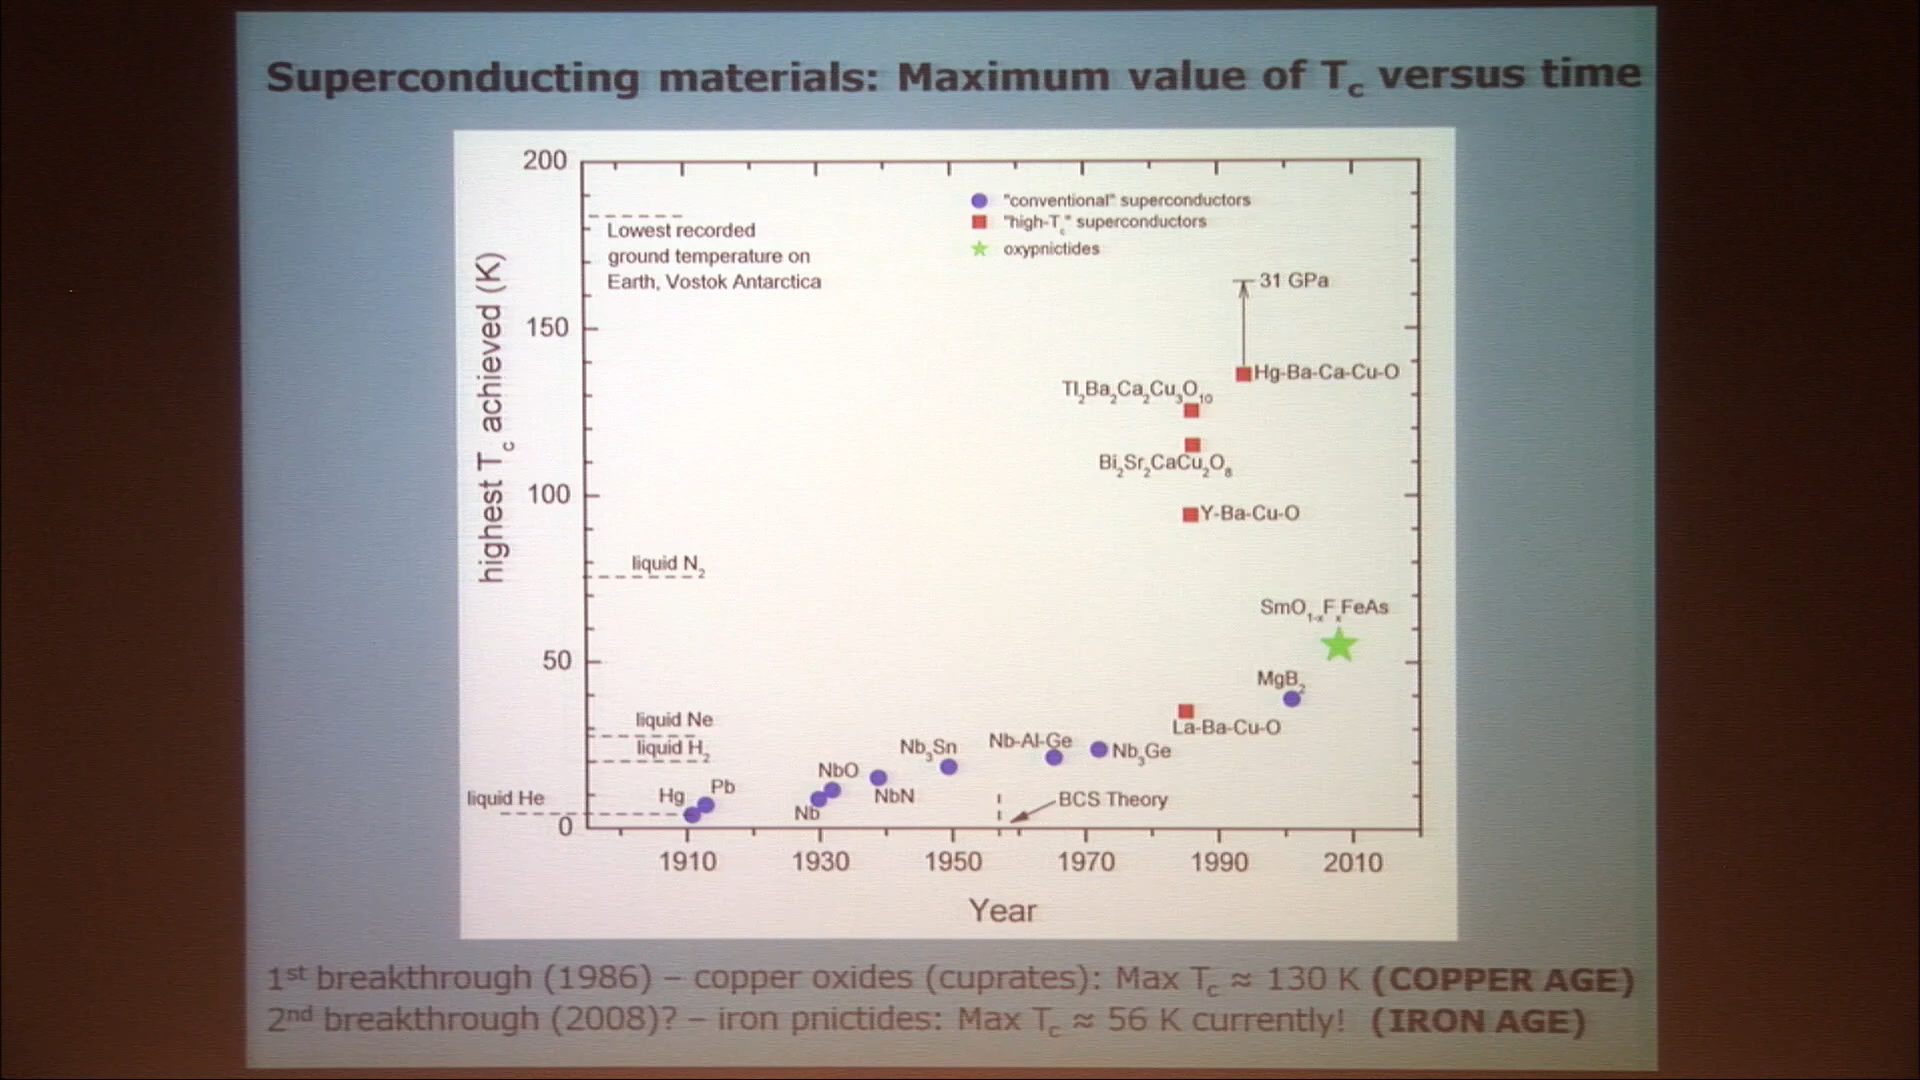 Superconducting materials: Maximum value of Tc versus time
200
150
100
50
0
highest Tc achieved (K)
Lowest recorded
ground temperature on
Earth, Vostok Antarctica
"conventional" superconductors
"high-Tc" superconductors
oxypnictides
31 GPa
Hg-Ba-Ca-Cu-O
Tl2Ba2Ca2Cu3O10
Bi2Sr2CaCu2O8
Y-Ba-Cu-O
liquid N2
SmO1-xFxFeAs
MgB2
La-Ba-Cu-O
liquid Ne
liquid H2
liquid He
Hg
Pb
Nb
NbO
NbN
Nb3Sn
Nb-Al-Ge
Nb3Ge
BCS Theory
1910 1930 1950 1970 1990 2010
Year
1st breakthrough (1986) – copper oxides (cuprates): Max Tc ≈ 130 K (COPPER AGE)
2nd breakthrough (2008)? – iron pnictides: Max Tc ≈ 56 K currently! (IRON AGE)